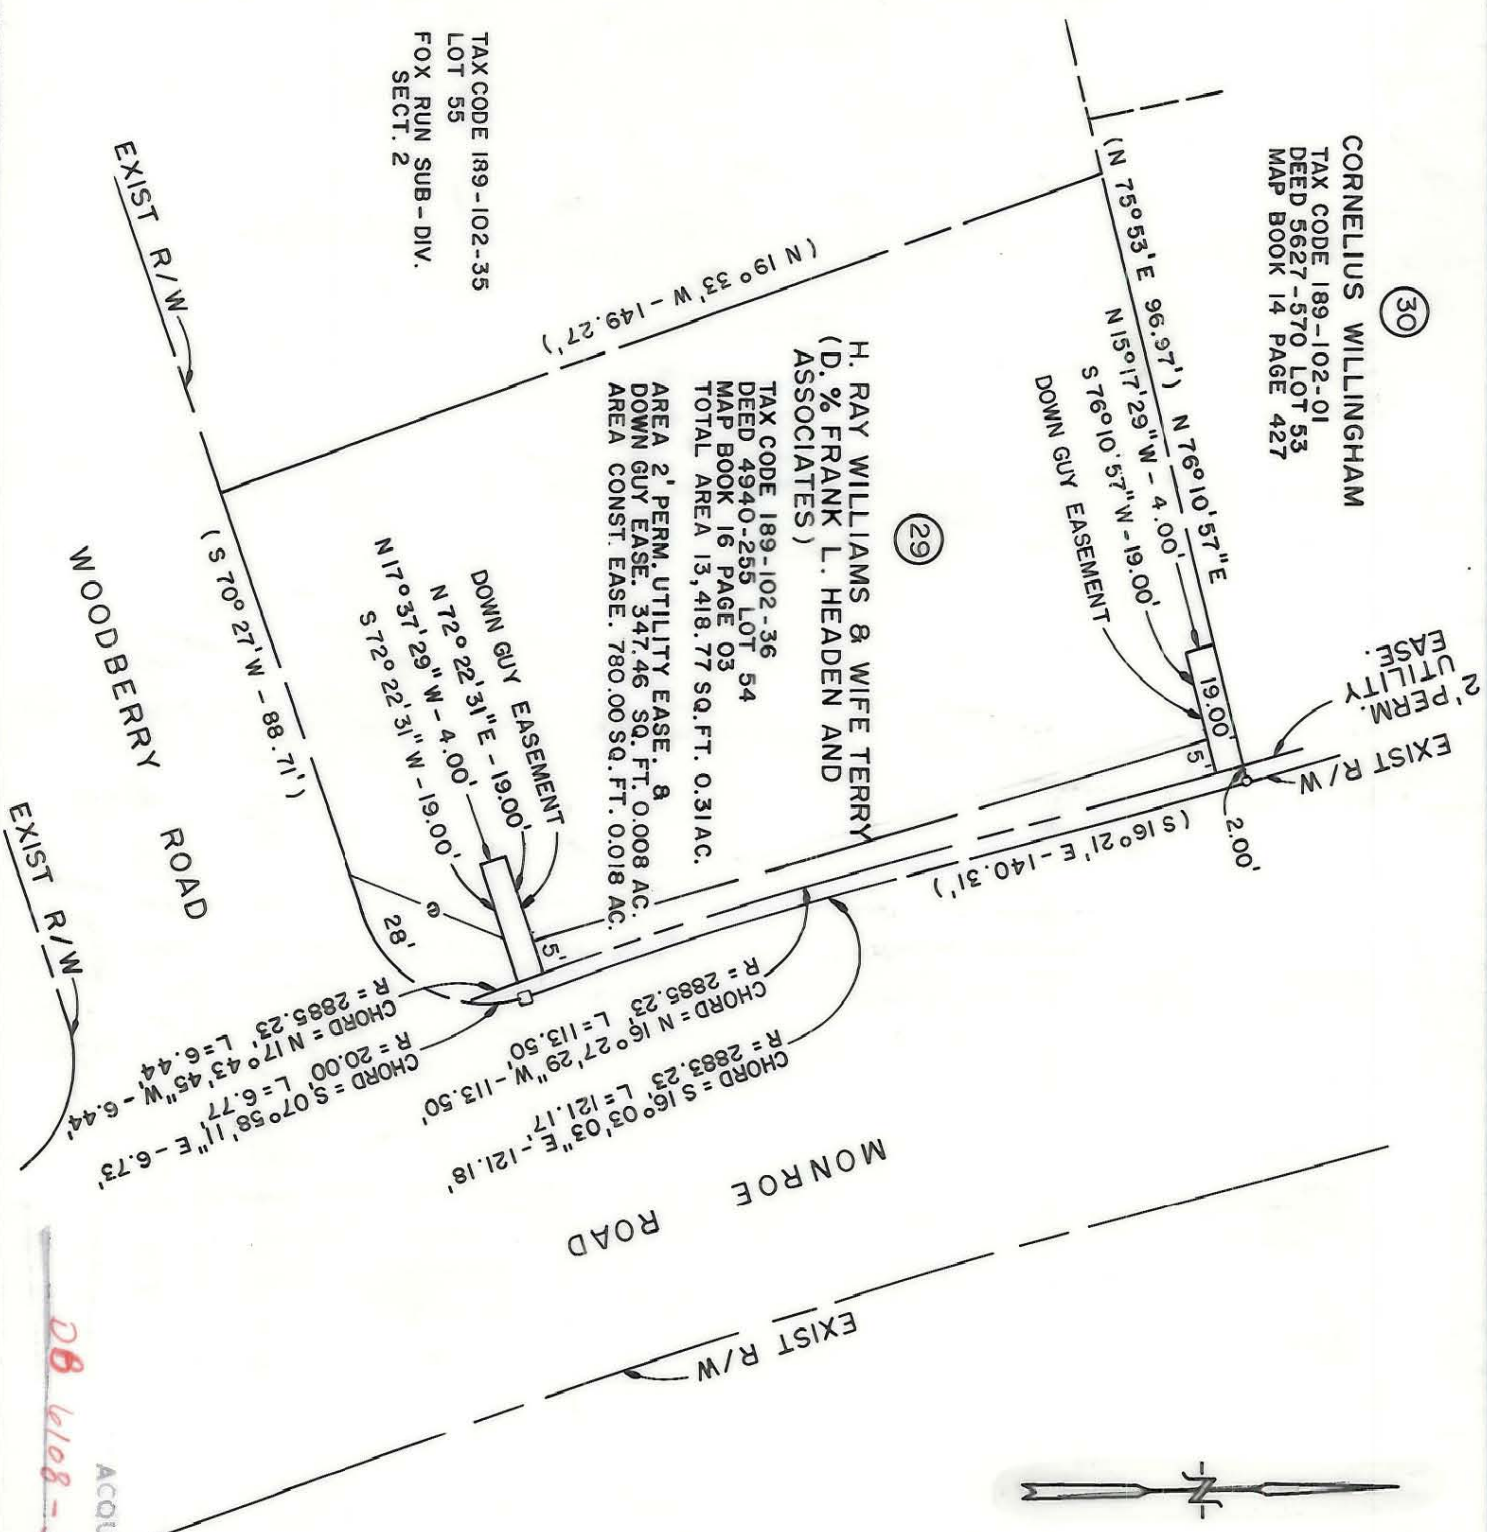 30
CORNELIUS WILLINGHAM
TAX CODE 189-102-01
DEED 5627-570 LOT 53
MAP BOOK 14 PAGE 427
(N 75°53'E 96.97') N 76°10'57"E
N 15°17'29"W-4.00'
S 76°10'57"W-19.00'
DOWN GUY EASEMENT
19.00'
5'
2.00'
2' PERM.
UTILITY
EASE.
EXIST R/W
29
H. RAY WILLIAMS & WIFE TERRY
(D. % FRANK L. HEADEN AND
ASSOCIATES)
TAX CODE 189-102-36
DEED 4940-255 LOT 54
MAP BOOK 16 PAGE 03
TOTAL AREA 13,418.77 SQ.FT. 0.31 AC.
AREA 2' PERM. UTILITY EASE. &
DOWN GUY EASE. 347.46 SQ. FT. 0.008 AC.
AREA CONST. EASE. 780.00 SQ. FT. 0.018 AC.
(N 19° 33' W - 149.27')
(S 16° 21' E - 140.31')
TAX CODE 189-102-35
LOT 55
FOX RUN SUB-DIV.
SECT. 2
DOWN GUY EASEMENT
N 72° 22' 31"E - 19.00'
N 17° 37' 29"W - 4.00'
S 72° 22' 31" W - 19.00'
5'
e
28'
EXIST R/W
(S 70° 27' W - 88.71')
WOODBERRY ROAD
EXIST R/W
CHORD = S 16° 03' 03" E - 121.18'
R = 2883.23' L = 121.17'
CHORD = N 16° 27' 29" W - 113.50'
R = 2885.23' L = 113.50'
CHORD = S 07° 58' 11" E - 6.73'
R = 20.00' L = 6.77'
CHORD = N 17° 43' 45" W - 6.44'
R = 2885.23' L = 6.44'
MONROE ROAD
EXIST R/W
N
DB 6108-
ACQU